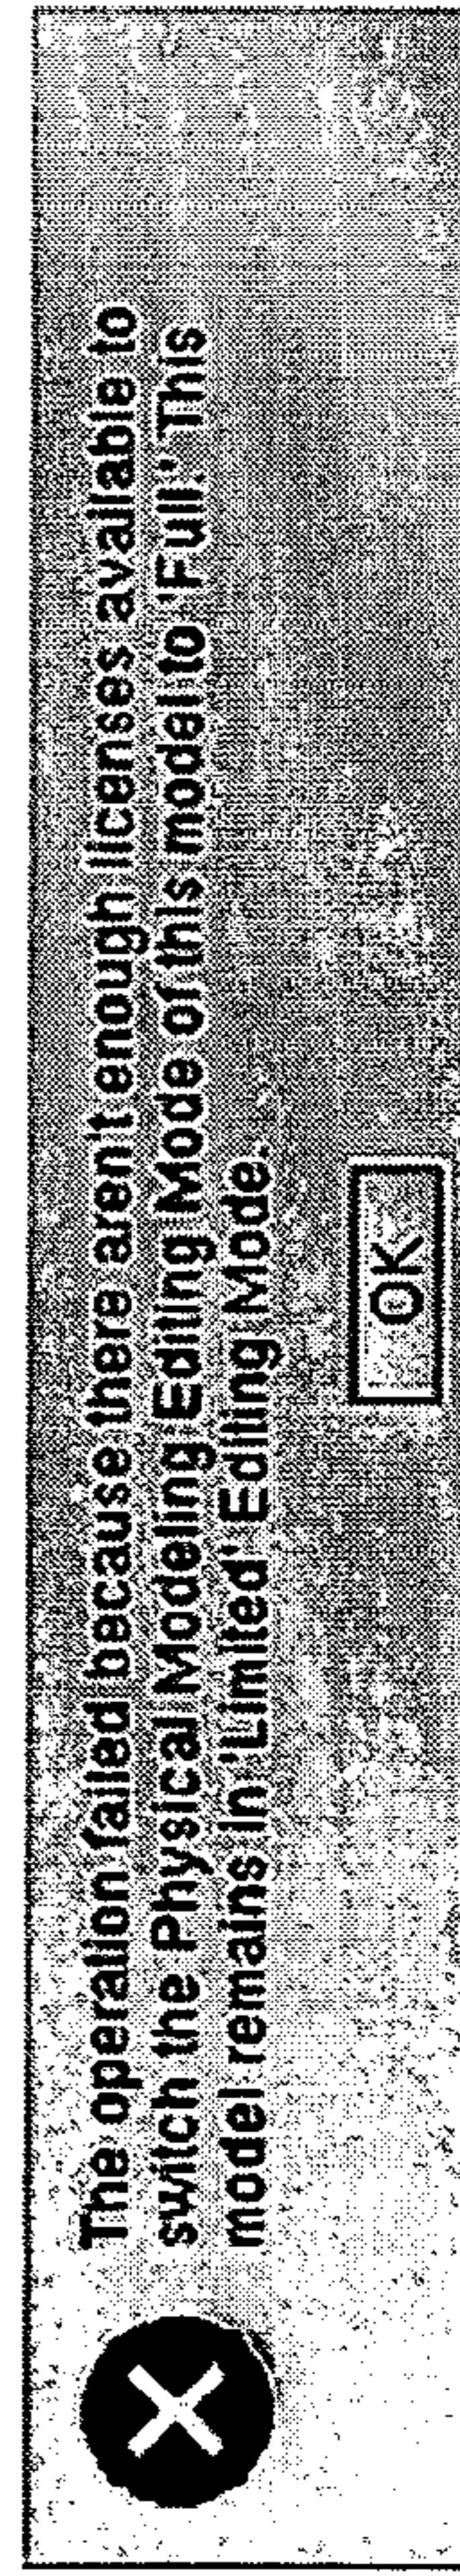 The operation failed because there aren't enough licenses available to
switch the Physical Modeling Editing Mode of this model to 'Full.' This
model remains in 'Limited' Editing Mode.
OK